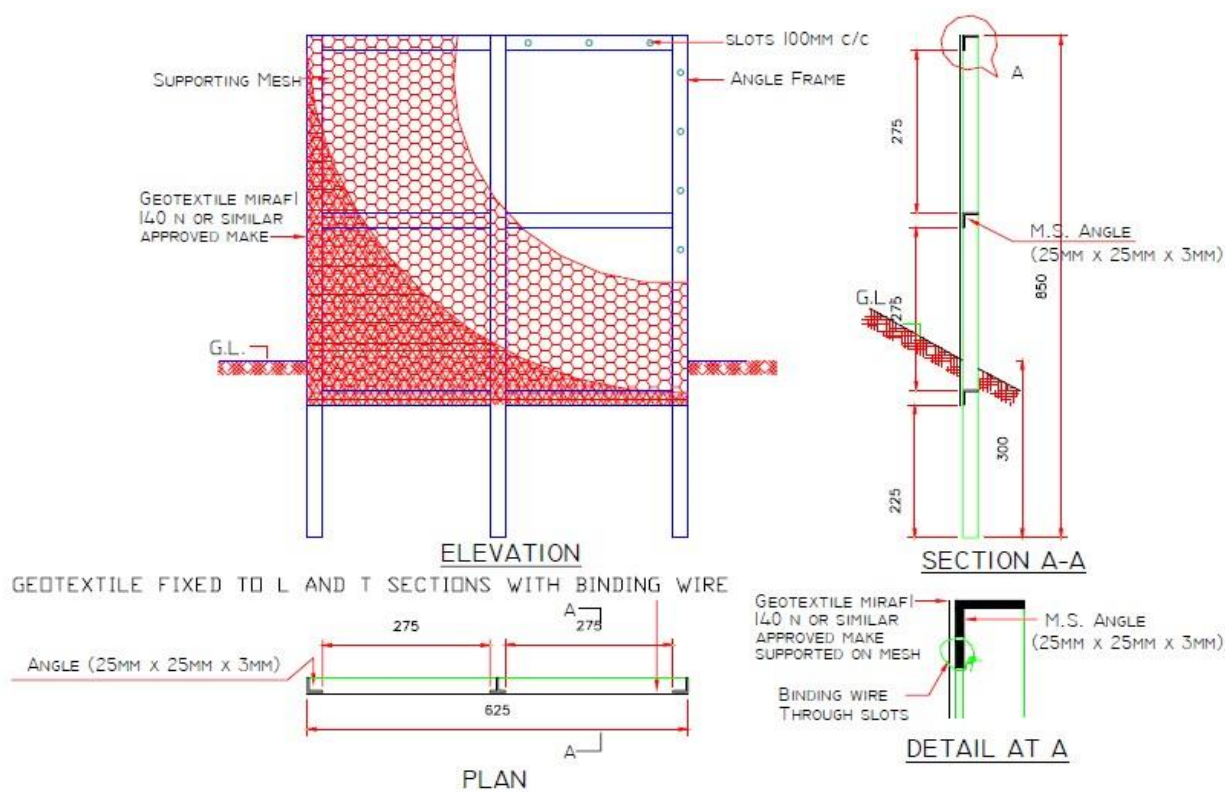 SLOTS 100MM C/C
SUPPORTING MESH
ANGLE FRAME
GEOTEXTILE MIRAFI
140 N OR SIMILAR
APPROVED MAKE
G.L.
ELEVATION
A
275
M.S. ANGLE
(25MM X 25MM X 3MM)
850
G.L.
275
300
225
SECTION A-A
GEOTEXTILE FIXED TO L AND T SECTIONS WITH BINDING WIRE
A
275
275
ANGLE (25MM X 25MM X 3MM)
625
A
PLAN
GEOTEXTILE MIRAFI
140 N OR SIMILAR
APPROVED MAKE
SUPPORTED ON MESH
M.S. ANGLE
(25MM X 25MM X 3MM)
BINDING WIRE
THROUGH SLOTS
DETAIL AT A